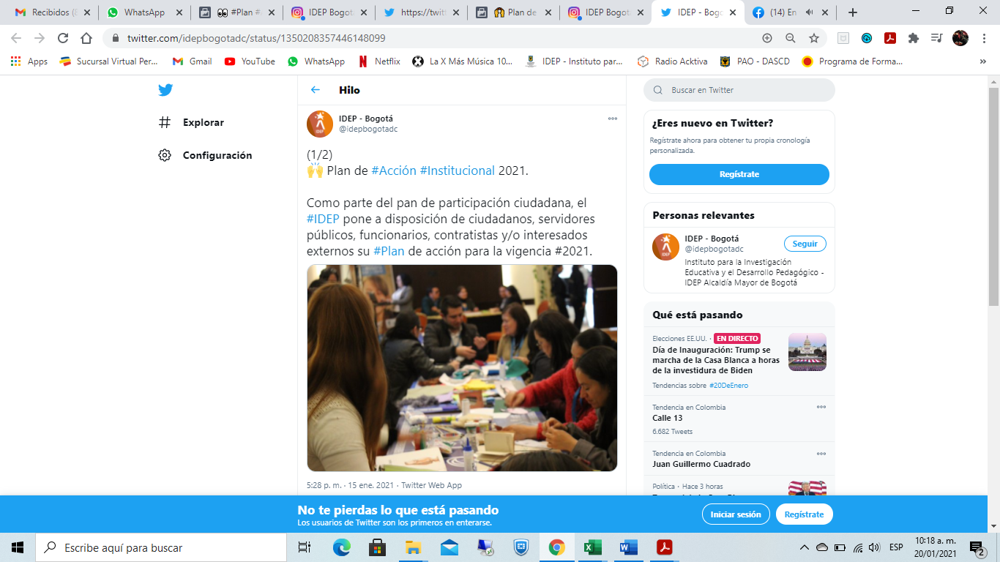 Recibidos (
WhatsApp
#Plan #
IDEP Bogot
https://twit
Plan de
IDEP Bogot
IDEP - Bog
(14) En
twitter.com/idepbogotadc/status/1350208357446148099
Apps
Sucursal Virtual Per...
Gmail
YouTube
WhatsApp
Netflix
La X Más Música 10...
IDEP - Instituto par...
Radio Acktiva
PAO - DASCD
Programa de Forma...
»
Explorar
Configuración
Hilo
IDEP - Bogotá
@idepbogotadc
(1/2)
🙌 Plan de #Acción #Institucional 2021.
Como parte del pan de participación ciudadana, el
#IDEP pone a disposición de ciudadanos, servidores
públicos, funcionarios, contratistas y/o interesados
externos su #Plan de acción para la vigencia #2021.
5:28 p. m. · 15 ene. 2021 · Twitter Web App
Buscar en Twitter
¿Eres nuevo en Twitter?
Regístrate ahora para obtener tu propia cronología
personalizada.
Regístrate
Personas relevantes
IDEP - Bogotá
@idepbogotadc
Seguir
Instituto para la Investigación
Educativa y el Desarrollo Pedagógico -
IDEP Alcaldía Mayor de Bogotá
Qué está pasando
Elecciones EE.UU. · EN DIRECTO
Día de Inauguración: Trump se
marcha de la Casa Blanca a horas
de la investidura de Biden
Tendencias sobre #20DeEnero
Tendencia en Colombia
Calle 13
6.682 Tweets
Tendencia en Colombia
Juan Guillermo Cuadrado
Política · Hace 3 horas
No te pierdas lo que está pasando
Los usuarios de Twitter son los primeros en enterarse.
Iniciar sesión
Regístrate
Escribe aquí para buscar
ESP
10:18 a. m.
20/01/2021
2